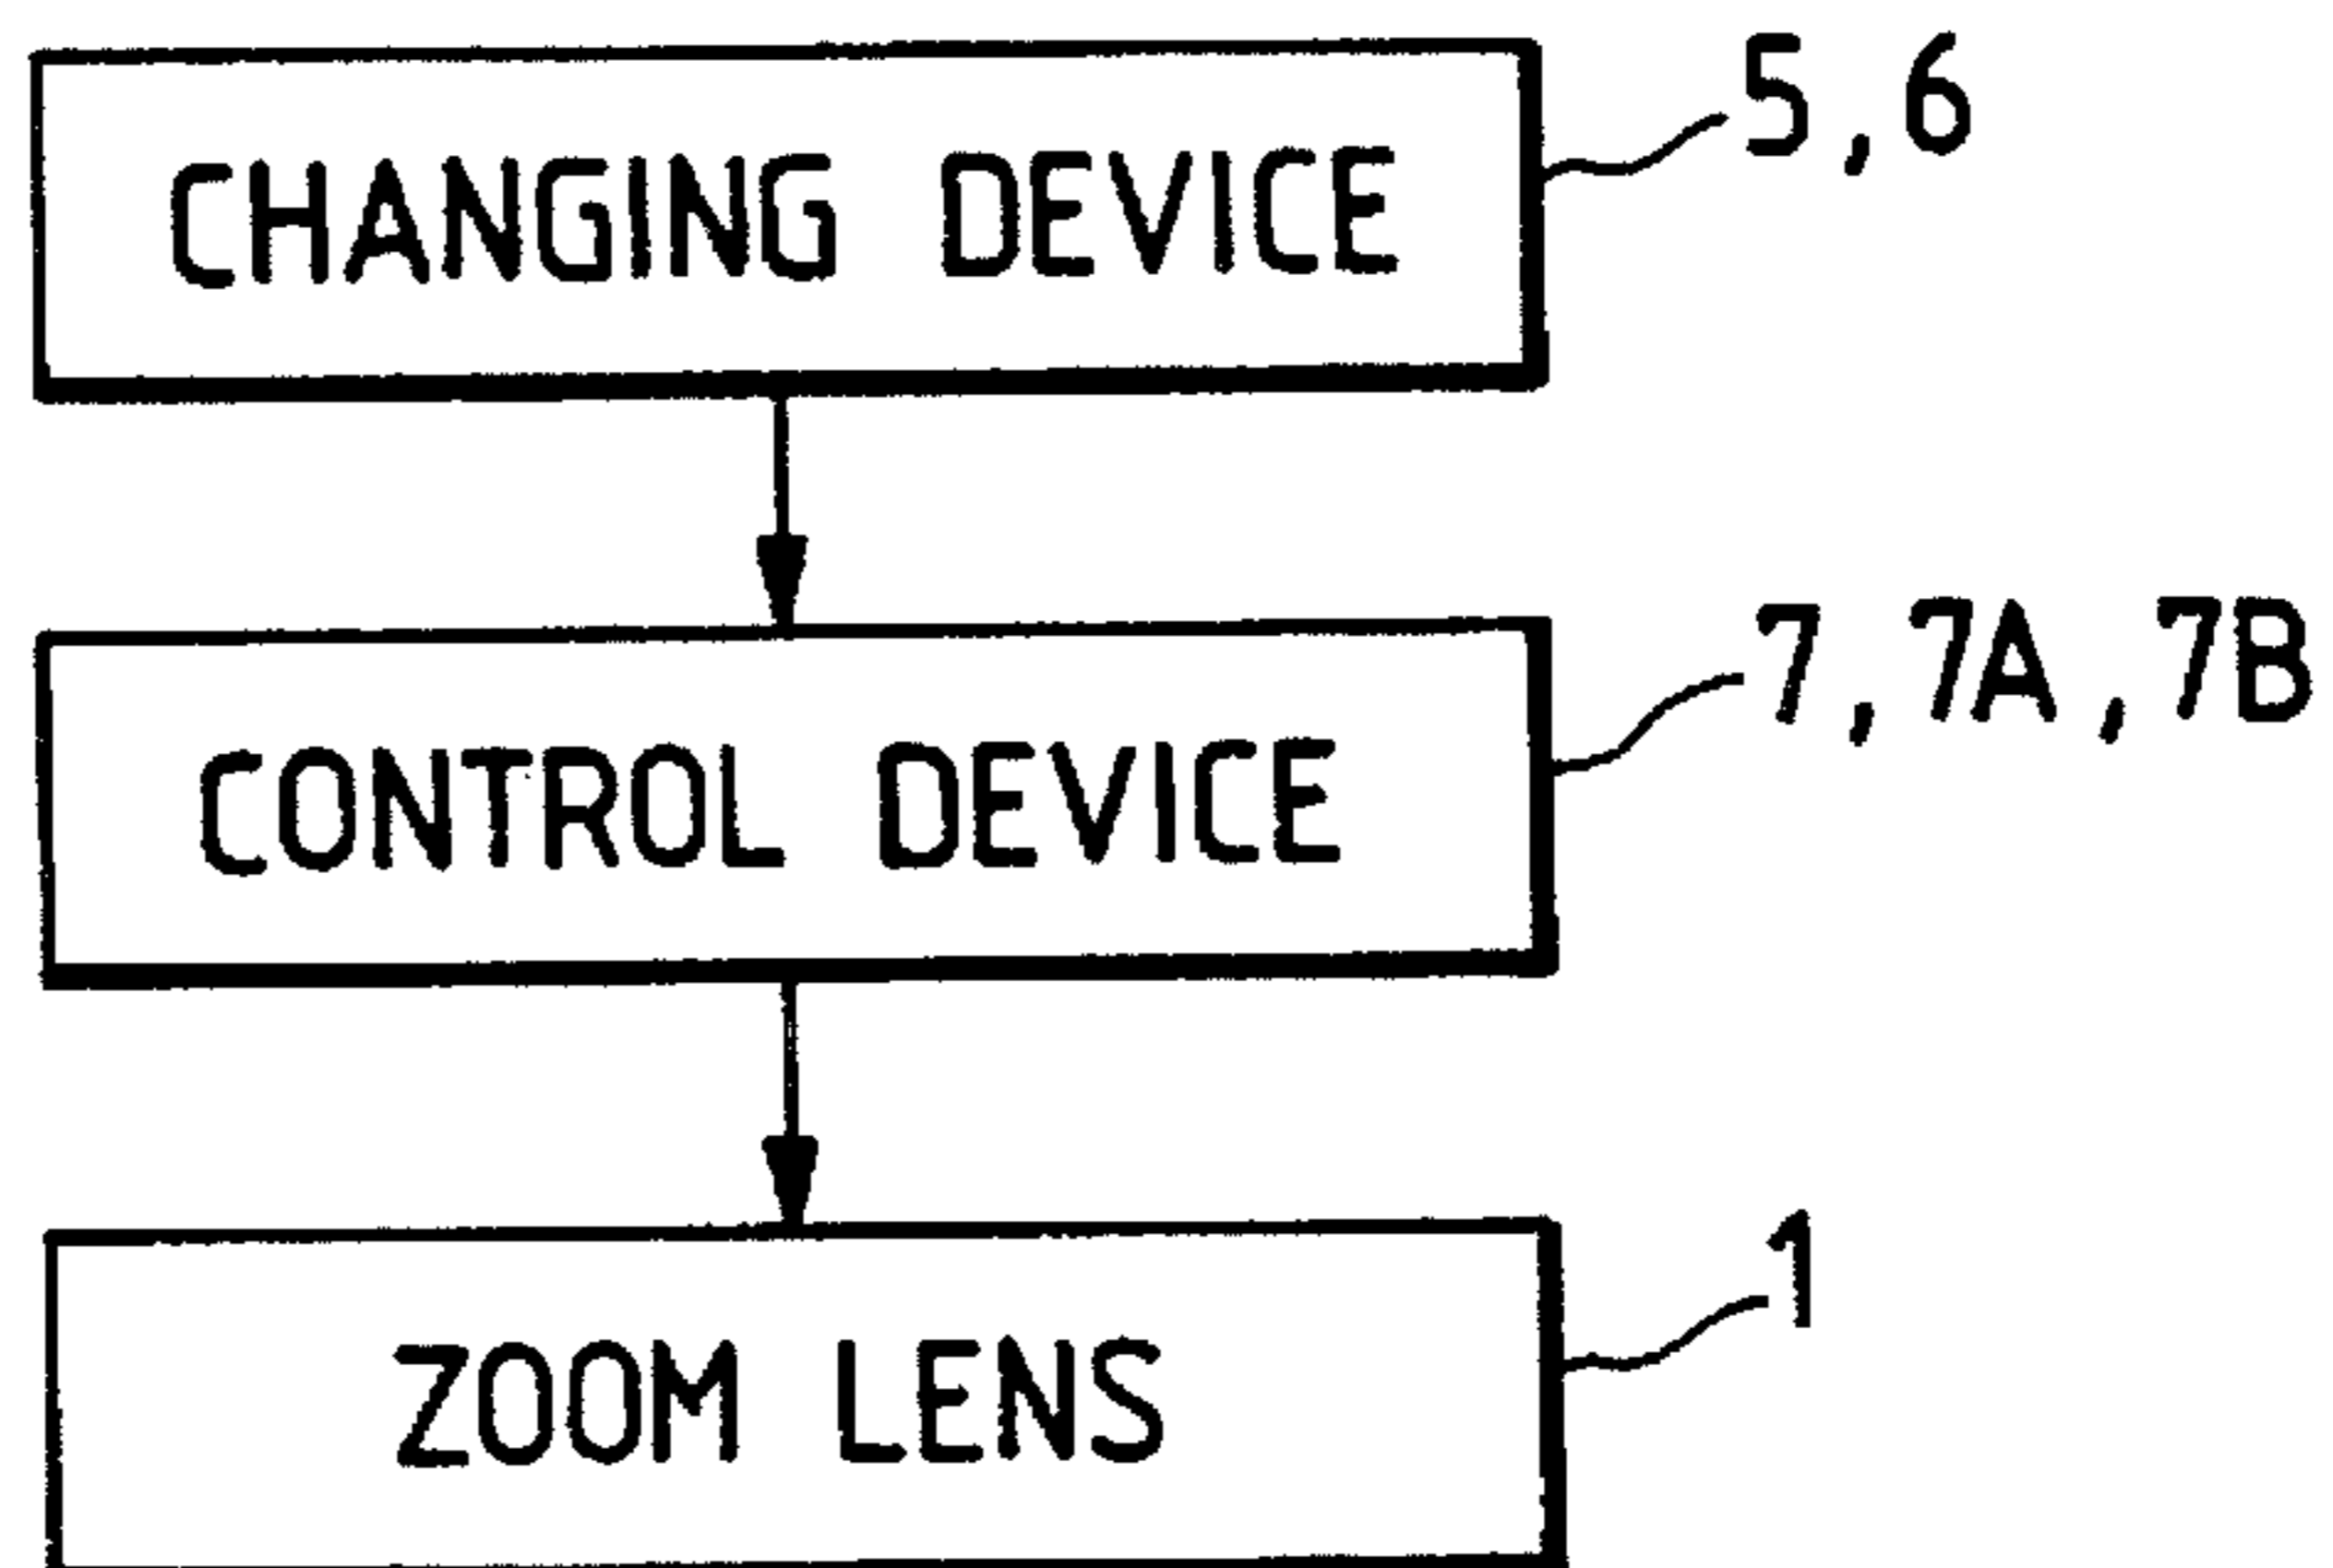 CHANGING DEVICE
5,6
CONTROL DEVICE
7,7A,7B
ZOOM LENS
1